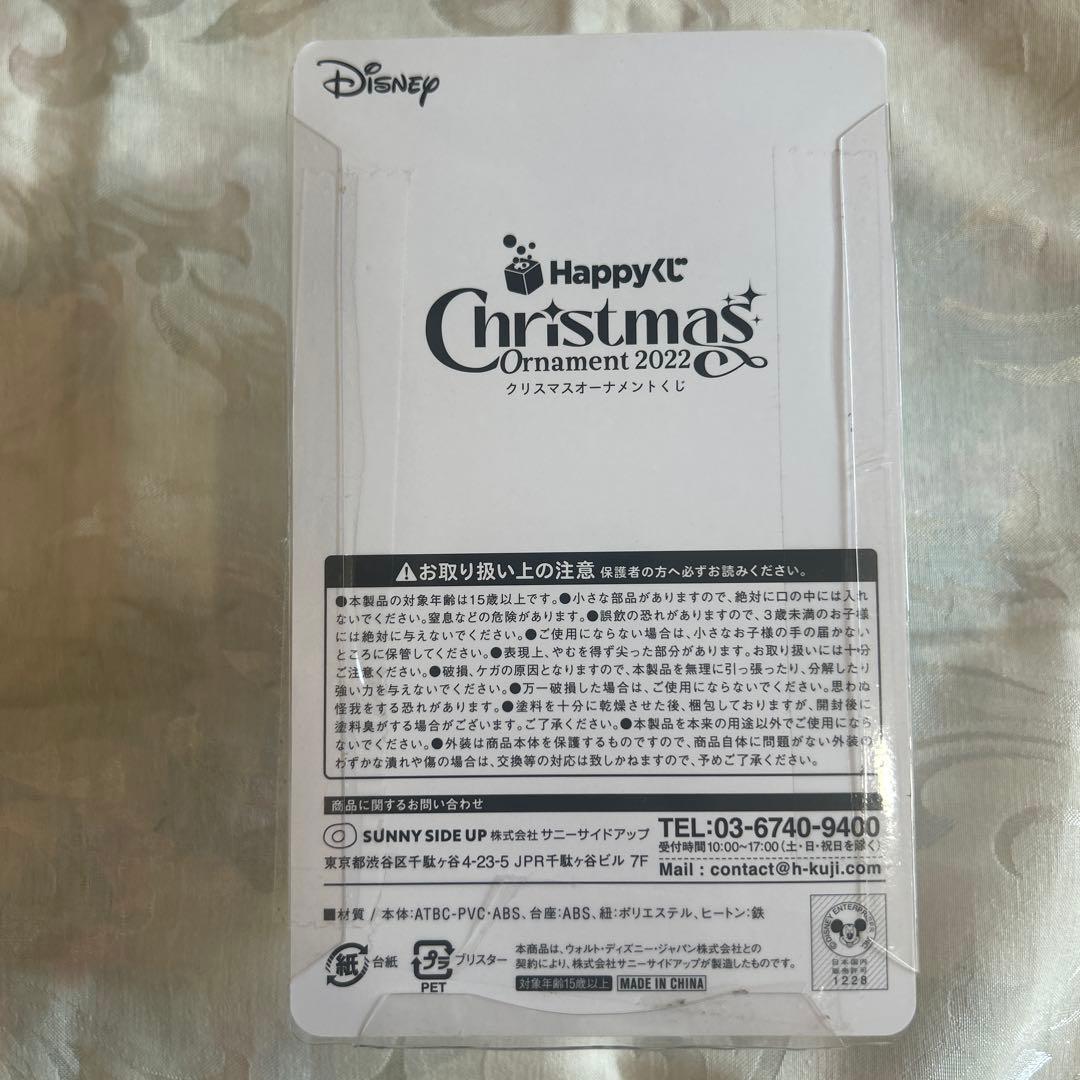 Disney
Happyくじ
Christmas
Ornament 2022
クリスマスオーナメントくじ
お取り扱い上の注意 保護者の方へ必ずお読みください。
●本製品の対象年齢は15歳以上です。●小さな部品がありますので、絶対に口の中には入れ
ないでください。窒息などの危険があります。●誤飲の恐れがありますので、3歳未満のお子様
には絶対に与えないでください。●ご使用にならない場合は、小さなお子様の手の届かない
ところに保管してください。●表現上、やむを得ず尖った部分があります。お取り扱いには十分
ご注意ください。●破損、ケガの原因となりますので、本製品を無理に引っ張ったり、分解したり
強い力を与えないでください。●万一破損した場合は、ご使用にならないでください。思わぬ
怪我をする恐れがあります。●塗料を十分に乾燥させた後、梱包しておりますが、開封後に
塗料臭がする場合がございます。ご了承ください。●本製品を本来の用途以外でご使用になら
ないでください。●外装は商品本体を保護するものですので、商品自体に問題がない外装の
わずかな潰れや傷の場合は、交換等の対応は致しかねますので、予めご了承ください。
商品に関するお問い合わせ
SUNNY SIDE UP 株式会社サニーサイドアップ
東京都渋谷区千駄ヶ谷4-23-5 JPR千駄ヶ谷ビル 7F
TEL:03-6740-9400
受付時間10:00~17:00(土・日・祝日を除く)
Mail : contact@h-kuji.com
■材質 / 本体:ATBC-PVC・ABS、台座:ABS、紐:ポリエステル、ヒートン:鉄
紙 台紙
プラ ブリスター
PET
本商品は、ウォルト・ディズニー・ジャパン株式会社との
契約により、株式会社サニーサイドアップが製造したものです。
対象年齢15歳以上 MADE IN CHINA
©DISNEY ENTERPRISES INC
日本国内
販売許可
1228